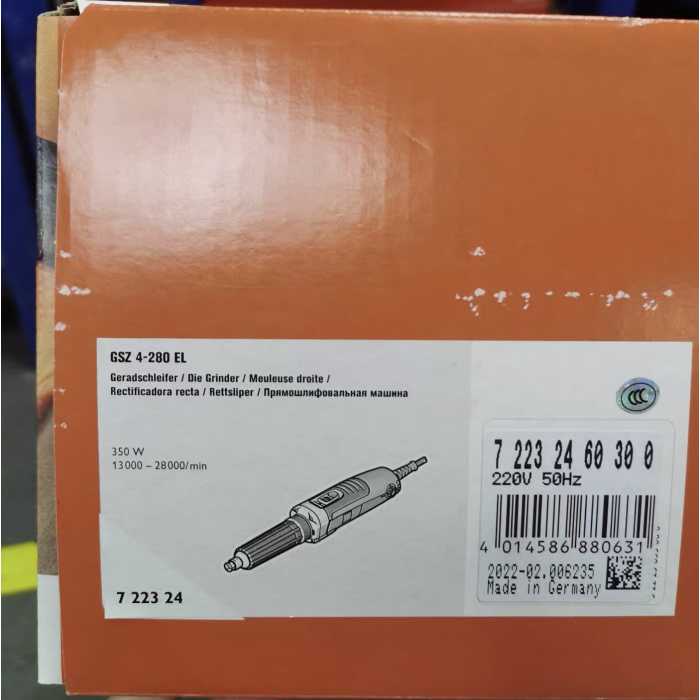 GSZ 4-280 EL
Geradschleifer / Die Grinder / Meuleuse droite /
Rectificadora recta / Rettsliper / Прямошлифовальная машина
350 W
13000 – 28000/min
7 223 24
CCC
7 223 24 60 30 0
220V 50Hz
4 014586 880631
2022-02.006235
Made in Germany